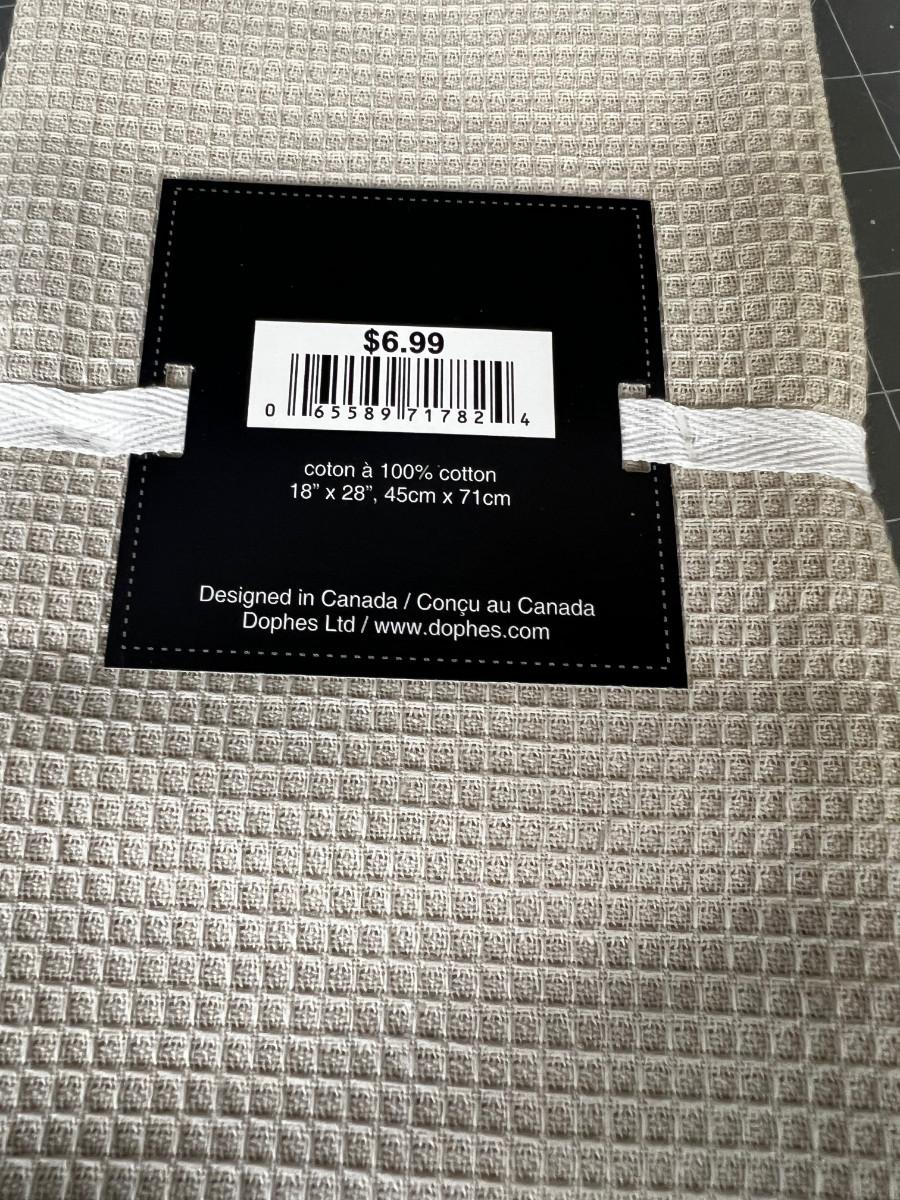 $6.99
0 65589 71782 4
coton à 100% cotton
18” x 28”, 45cm x 71cm
Designed in Canada / Conçu au Canada
Dophes Ltd / www.dophes.com